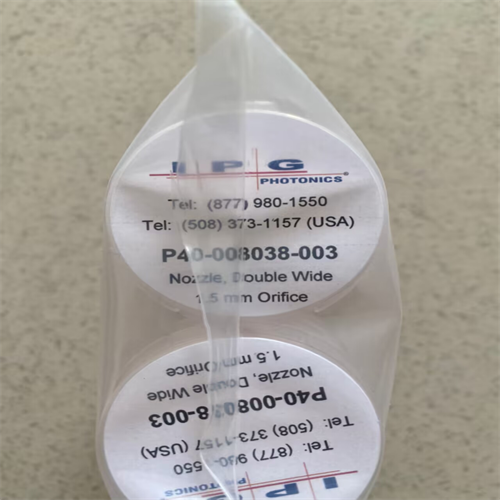 IPG
PHOTONICS®
Tel: (877) 980-1550
Tel: (508) 373-1157 (USA)
P40-008038-003
Nozzle, Double Wide
1.5 mm Orifice
IPG
PHOTONICS
Tel: (877) 980-1550
Tel: (508) 373-1157 (USA)
P40-008038-003
Nozzle, Double Wide
1.5 mm Orifice